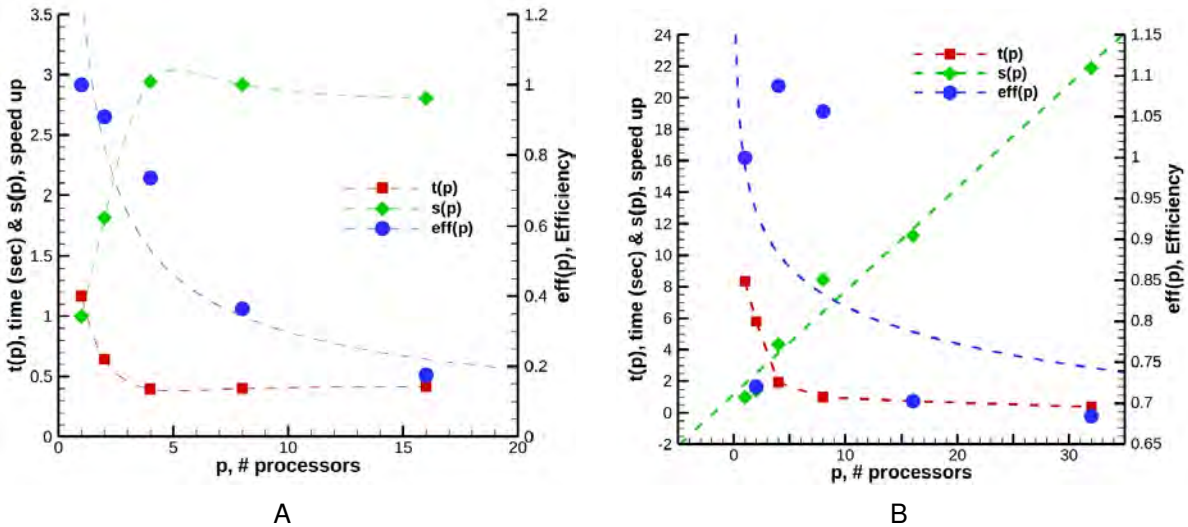 3.5
3
2.5
2
1.5
1
0.5
0
t(p), time (sec) & s(p), speed up
1.2
1
0.8
0.6
0.4
0.2
0
eff(p), Efficiency
t(p)
s(p)
eff(p)
0 5 10 15 20
p, # processors
A
24
22
20
18
16
14
12
10
8
6
4
2
0
-2
t(p), time (sec) & s(p), speed up
1.15
1.1
1.05
1
0.95
0.9
0.85
0.8
0.75
0.7
0.65
eff(p), Efficiency
t(p)
s(p)
eff(p)
0 10 20 30
p, # processors
B